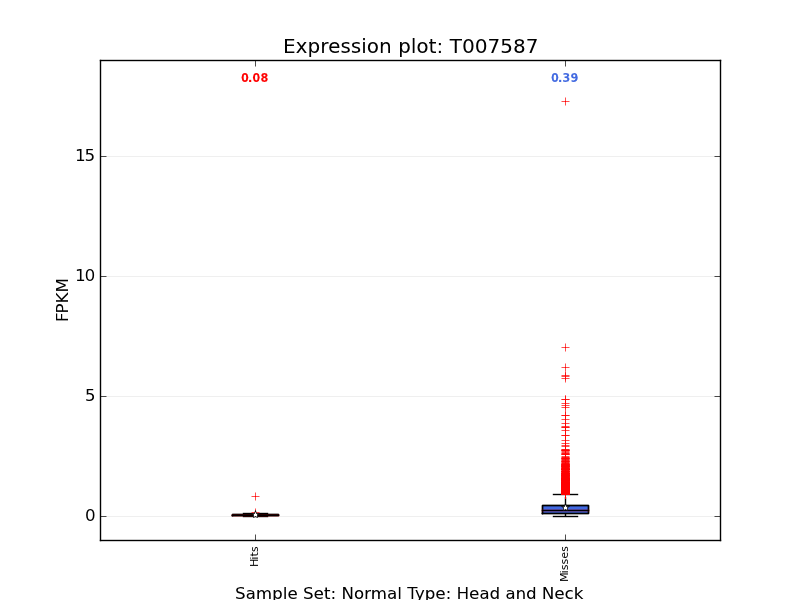 Expression plot: T007587
0.08
0.39
15
10
5
0
FPKM
Hits
Misses
Sample Set: Normal Type: Head and Neck